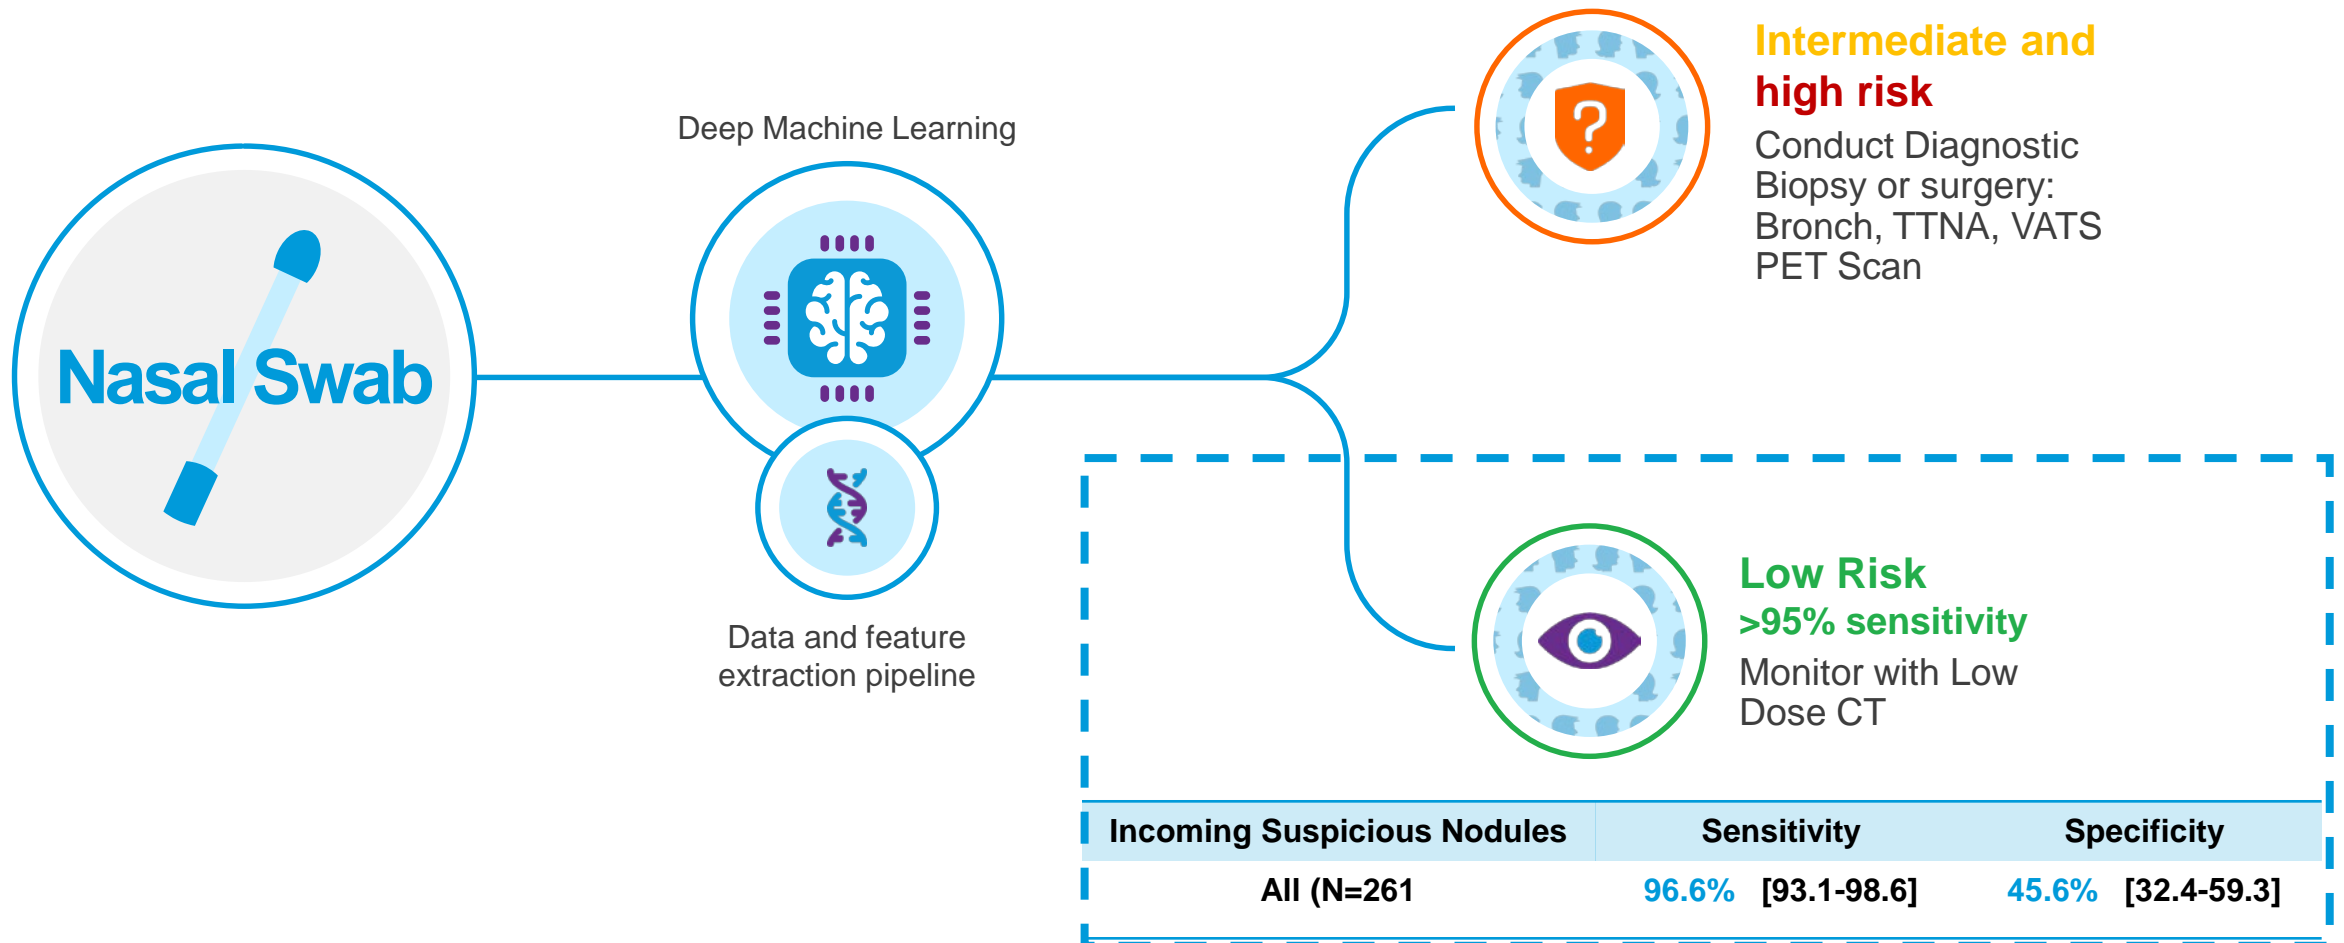 Nasal Swab
Deep Machine Learning
Data and feature
extraction pipeline
Intermediate and
high risk
Conduct Diagnostic
Biopsy or surgery:
Bronch, TTNA, VATS
PET Scan
Low Risk
>95% sensitivity
Monitor with Low
Dose CT
Incoming Suspicious Nodules Sensitivity Specificity
All (N=261 96.6% [93.1-98.6] 45.6% [32.4-59.3]